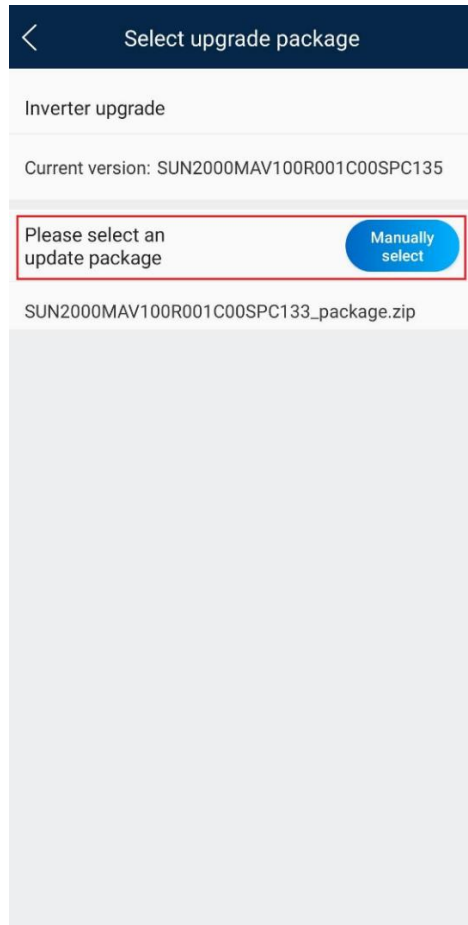 Select upgrade package
Inverter upgrade
Current version: SUN2000MAV100R001C00SPC135
Please select an
update package
Manually
select
SUN2000MAV100R001C00SPC133_package.zip